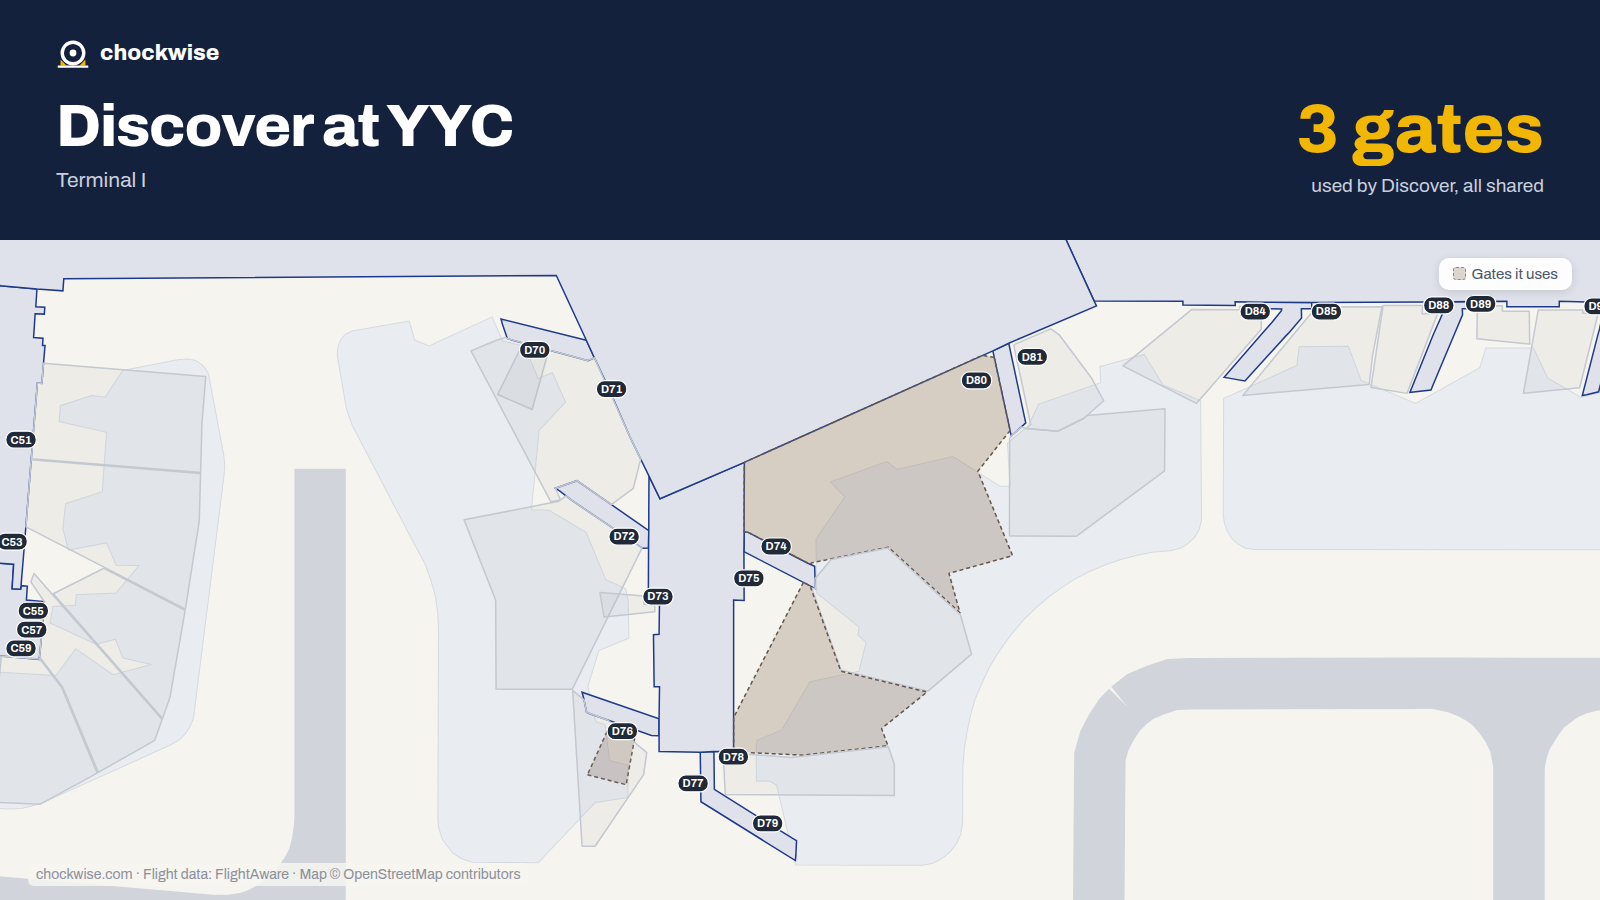 chockwise
Discover at YYC
Terminal I
3 gates
used by Discover, all shared
Gates it uses
D70
D71
D80
D81
D84
D85
D88
D89
C51
C53
D72
D74
D75
D73
C55
C57
C59
D76
D78
D77
D79
chockwise.com · Flight data: FlightAware · Map © OpenStreetMap contributors